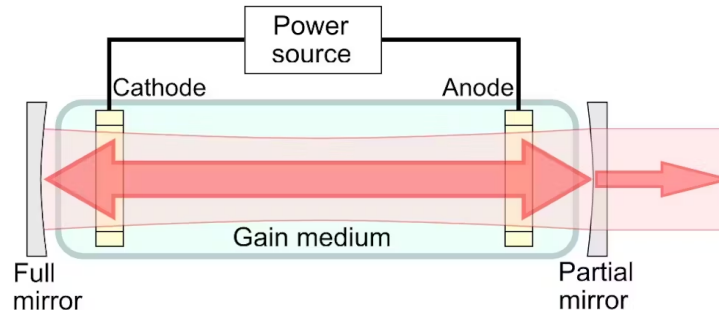 Power
source
Cathode
Anode
Gain medium
Full
mirror
Partial
mirror